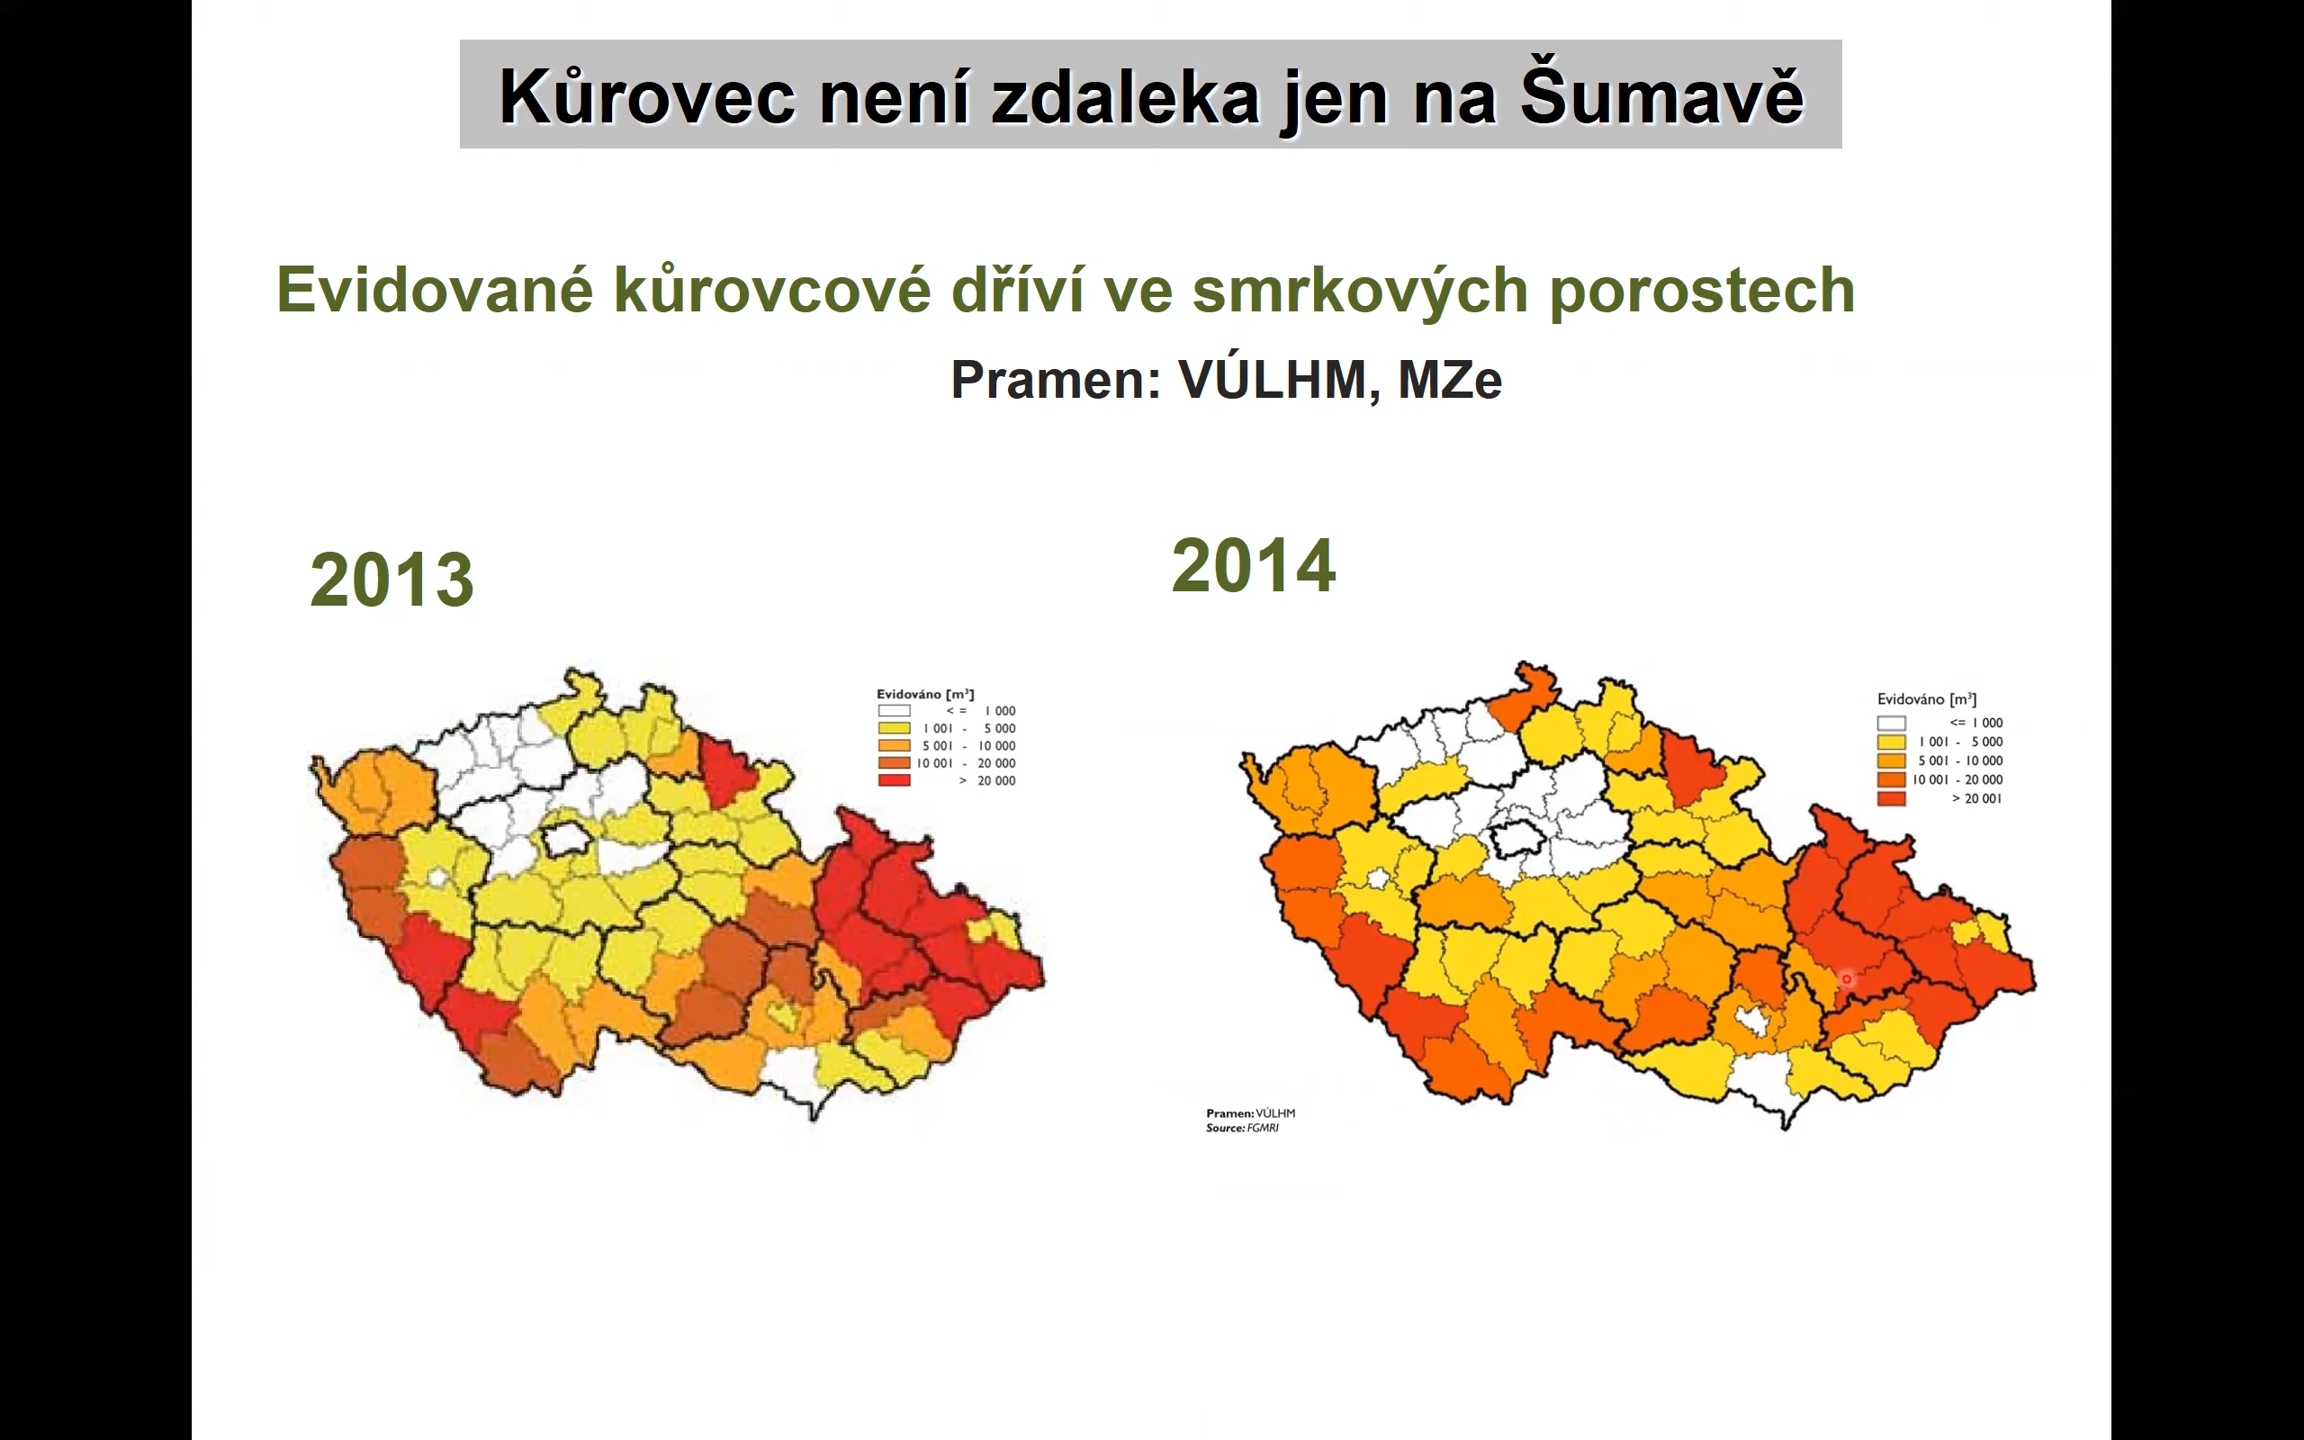 Kůrovec není zdaleka jen na Šumavě
Evidované kůrovcové dříví ve smrkových porostech
Pramen: VÚLHM, MZe
2013
2014
Evidováno [m³]
< = 1 000
1 001 - 5 000
5 001 - 10 000
10 001 - 20 000
> 20 000
Evidováno [m³]
<= 1 000
1 001 - 5 000
5 001 - 10 000
10 001 - 20 000
> 20 001
Pramen: VÚLHM
Source: FGMRI